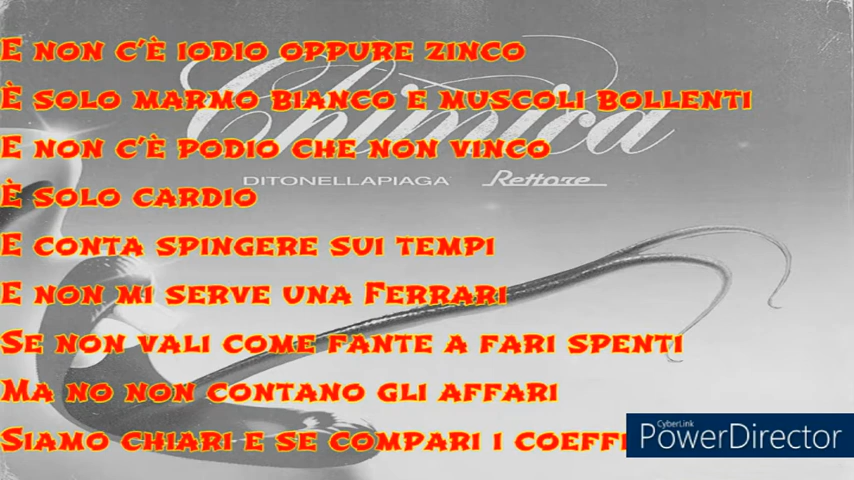 E non c'è iodio oppure zinco
È solo marmo bianco e muscoli bollenti
Chimica
E non c'è podio che non vinco
DITONELLAPIAGA Rettore
È solo cardio
E conta spingere sui tempi
E non mi serve una Ferrari
Se non vali come fante a fari spenti
Ma no non contano gli affari
Siamo chiari e se compari i coeffi
CyberLink
PowerDirector